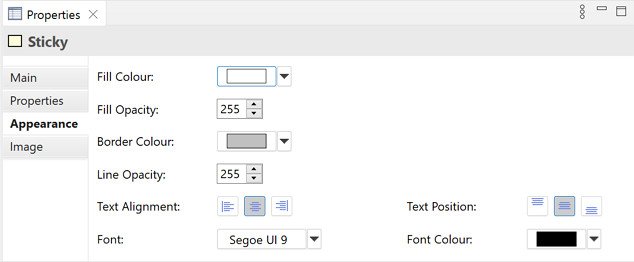 Properties
Sticky
Main
Properties
Appearance
Image
Fill Colour:
Fill Opacity: 255
Border Colour:
Line Opacity: 255
Text Alignment: Text Position:
Font: Segoe UI 9 Font Colour: